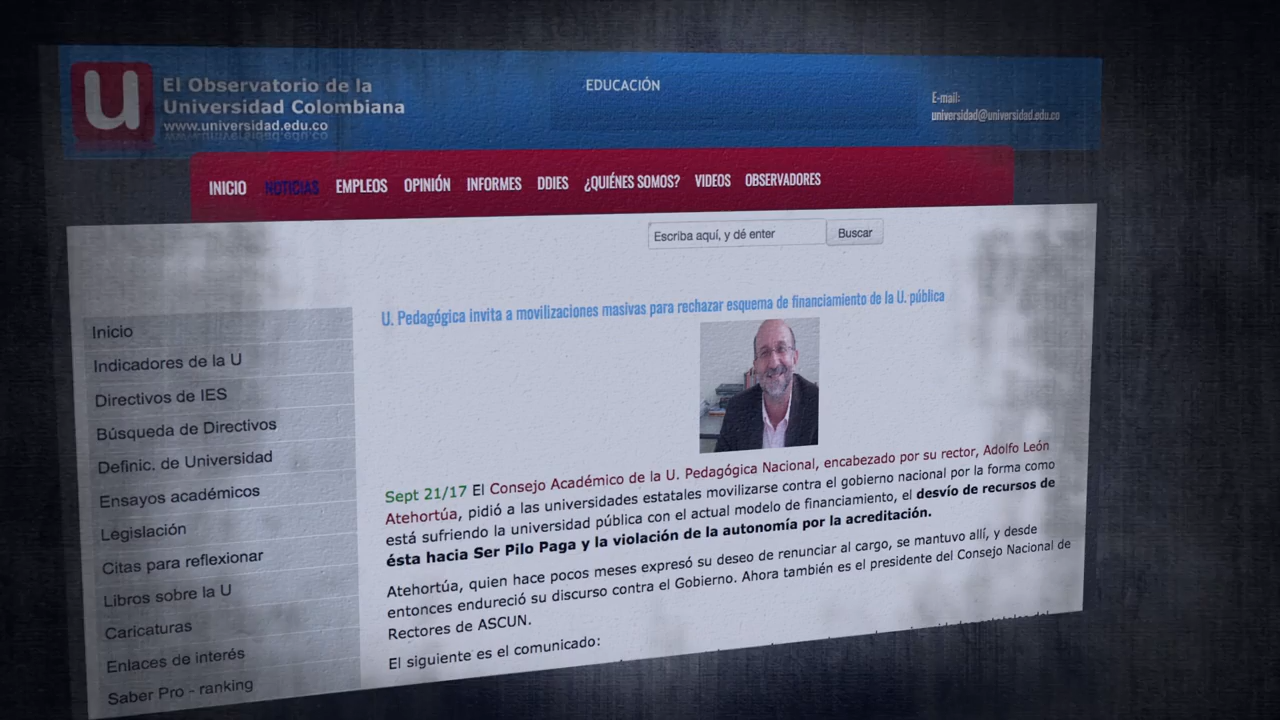 El Observatorio de la
Universidad Colombiana
www.universidad.edu.co
EDUCACIÓN
E-mail:
universidad@universidad.edu.co
INICIO NOTICIAS EMPLEOS OPINIÓN INFORMES DDIES ¿QUIÉNES SOMOS? VIDEOS OBSERVADORES
Escriba aquí, y dé enter Buscar
Inicio
Indicadores de la U
Directivos de IES
Búsqueda de Directivos
Definic. de Universidad
Ensayos académicos
Legislación
Citas para reflexionar
Libros sobre la U
Caricaturas
Enlaces de interés
Saber Pro - ranking
U. Pedagógica invita a movilizaciones masivas para rechazar esquema de financiamiento de la U. pública
Sept 21/17 El Consejo Académico de la U. Pedagógica Nacional, encabezado por su rector, Adolfo León
Atehortúa, pidió a las universidades estatales movilizarse contra el gobierno nacional por la forma como
está sufriendo la universidad pública con el actual modelo de financiamiento, el desvío de recursos de
ésta hacia Ser Pilo Paga y la violación de la autonomía por la acreditación.
Atehortúa, quien hace pocos meses expresó su deseo de renunciar al cargo, se mantuvo allí, y desde
entonces endureció su discurso contra el Gobierno. Ahora también es el presidente del Consejo Nacional de
Rectores de ASCUN.
El siguiente es el comunicado: